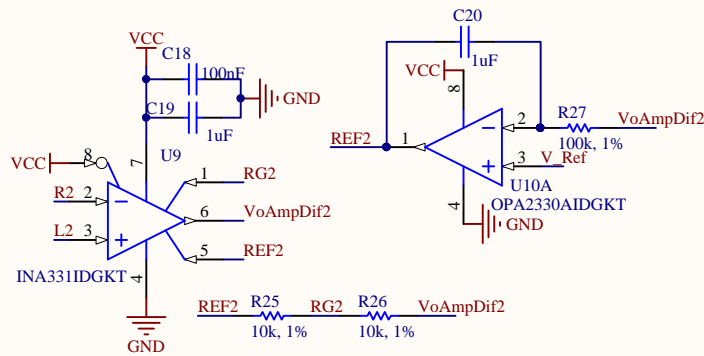 VCC
C18
100nF
C19
1uF
GND
U9
7
VCC
8
R2
2
L2
3
1
RG2
6
VoAmpDif2
5
REF2
4
INA331IDGKT
GND
C20
1uF
VCC
8
REF2
1
2
R27
VoAmpDif2
100k, 1%
3
V_Ref
U10A
4
OPA2330AIDGKT
GND
REF2
R25
RG2
R26
VoAmpDif2
10k, 1%
10k, 1%